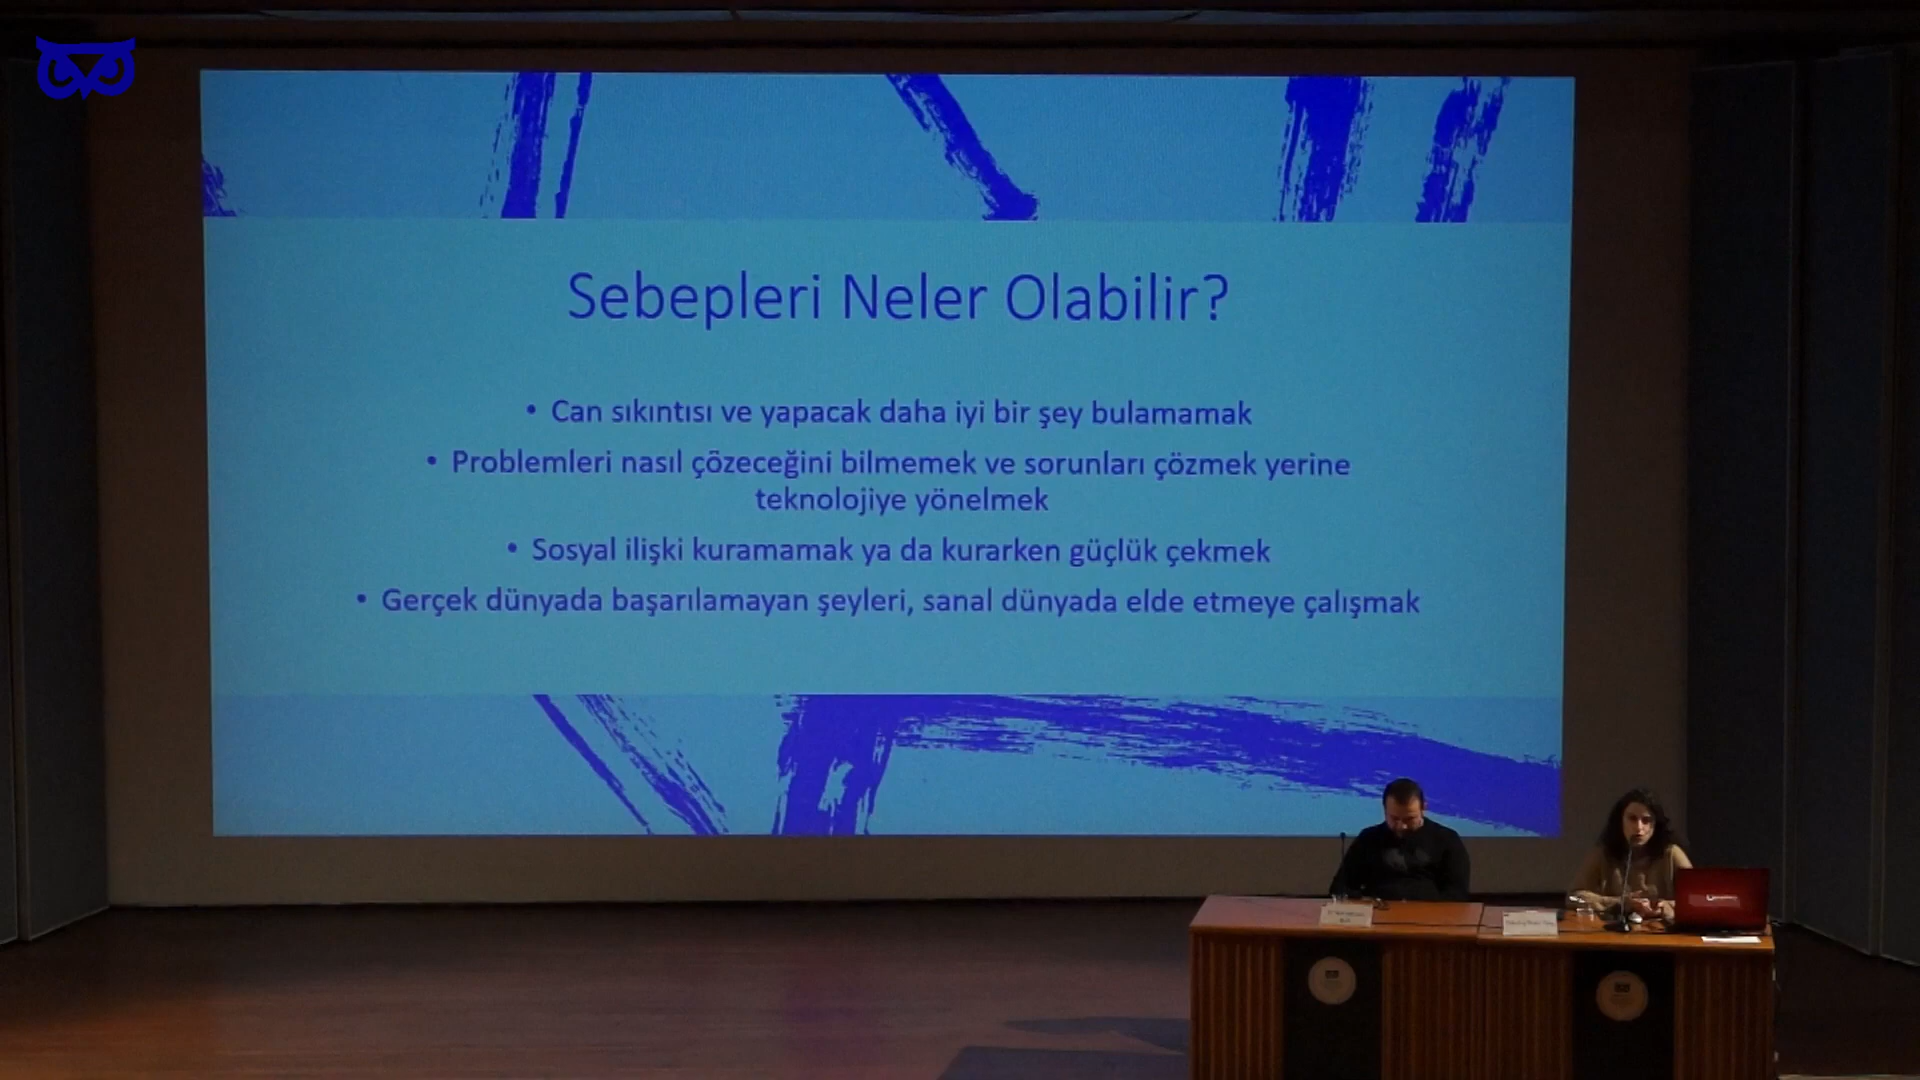 Sebepleri Neler Olabilir?
• Can sıkıntısı ve yapacak daha iyi bir şey bulamamak
• Problemleri nasıl çözeceğini bilmemek ve sorunları çözmek yerine
teknolojiye yönelmek
• Sosyal ilişki kuramamak ya da kurarken güçlük çekmek
• Gerçek dünyada başarılamayan şeyleri, sanal dünyada elde etmeye çalışmak